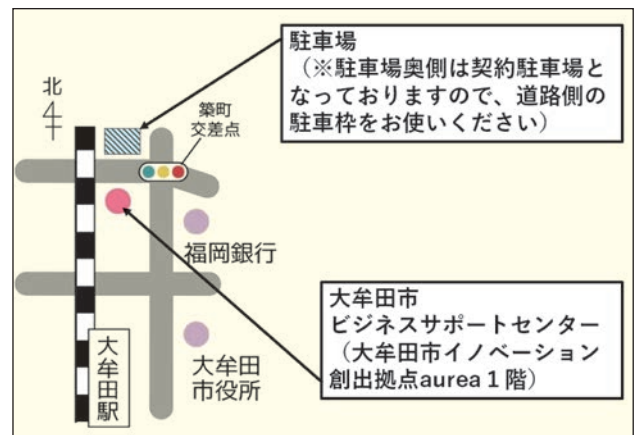 駐車場
（※駐車場奥側は契約駐車場と
なっておりますので、道路側の
駐車枠をお使いください）
北
築町
交差点
福岡銀行
大牟田市
ビジネスサポートセンター
（大牟田市イノベーション
創出拠点aurea１階）
大牟田駅
大牟田
市役所